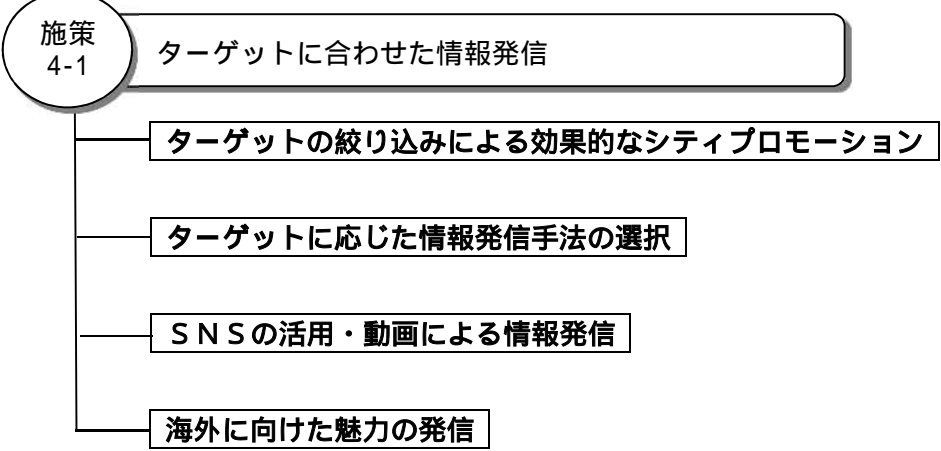 施策
4-1
ターゲットに合わせた情報発信
ターゲットの絞り込みによる効果的なシティプロモーション
ターゲットに応じた情報発信手法の選択
ＳＮＳの活用・動画による情報発信
海外に向けた魅力の発信